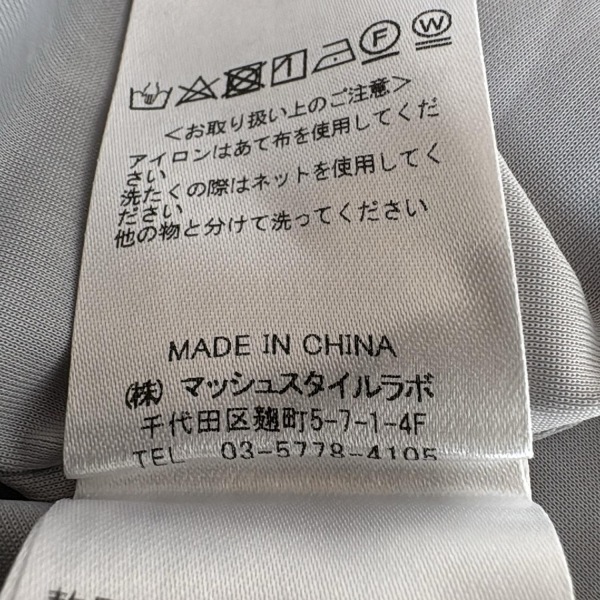 F W
<お取り扱い上のご注意>
アイロンはあて布を使用してくだ
さい
洗たくの際はネットを使用してく
ださい
他の物と分けて洗ってください
MADE IN CHINA
(株) マッシュスタイルラボ
千代田区麹町5-7-1-4F
TEL 03-5778-4105